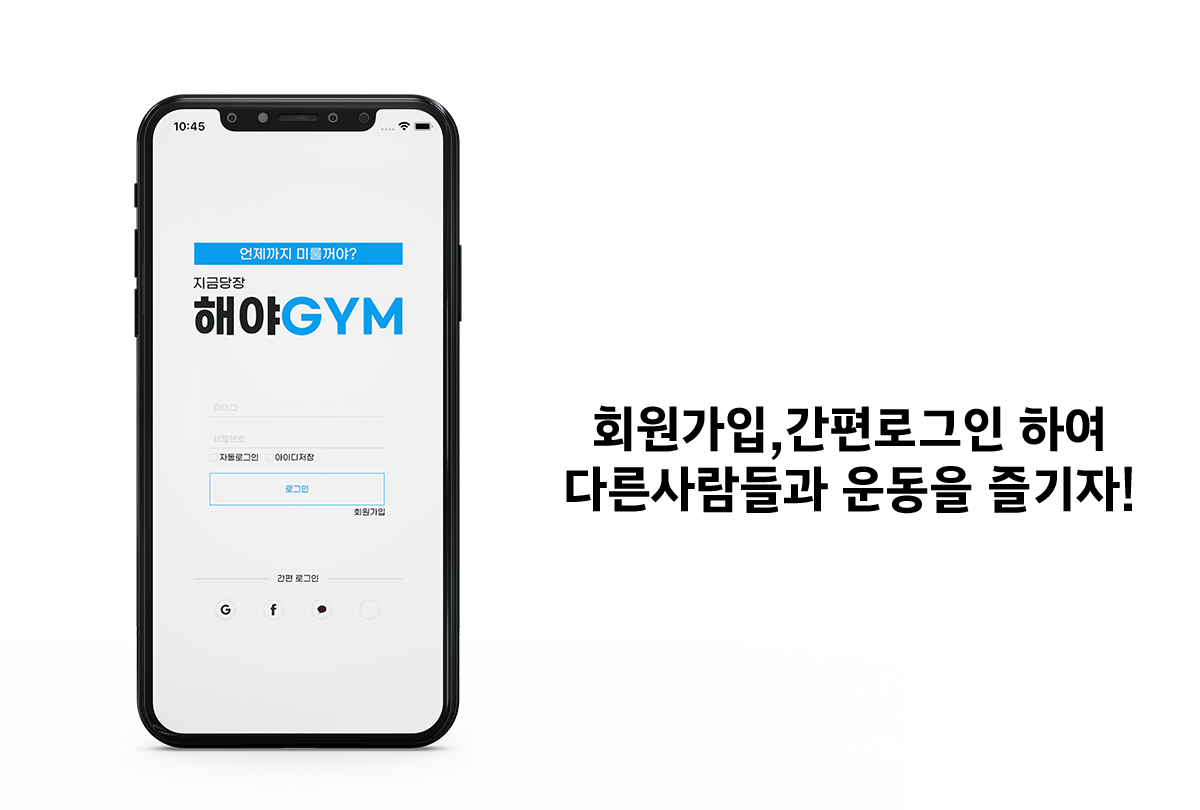 10:45
언제까지 미룰꺼야?
지금당장
해야GYM
아이디
비밀번호
자동로그인 아이디저장
로그인
회원가입
간편 로그인
G f
회원가입,간편로그인 하여
다른사람들과 운동을 즐기자!